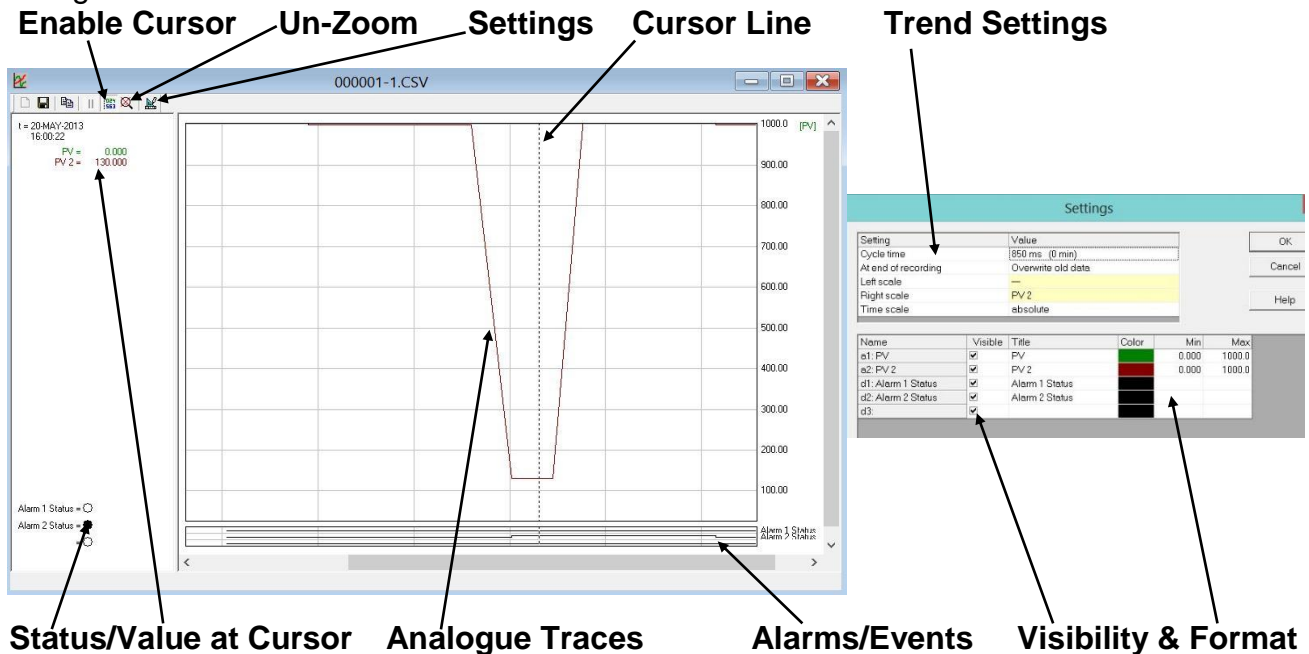 Enable Cursor Un-Zoom Settings Cursor Line Trend Settings
000001-1.CSV
t = 20-MAY-2013
16:00:22
PV = 0.000
PV 2 = 130.000
1000.0 [PV]
900.00
800.00
700.00
600.00
500.00
400.00
300.00
200.00
100.00
Alarm 1 Status =
Alarm 2 Status =
=
Alarm 1 Status
Alarm 2 Status
Settings
Setting Value
Cycle time 850 ms (0 min)
At end of recording Overwrite old data
Left scale —
Right scale PV 2
Time scale absolute
OK
Cancel
Help
Name Visible Title Color Min Max
a1: PV PV 0.000 1000.0
a2: PV 2 PV 2 0.000 1000.0
d1: Alarm 1 Status Alarm 1 Status
d2: Alarm 2 Status Alarm 2 Status
d3:
Status/Value at Cursor Analogue Traces Alarms/Events Visibility & Format